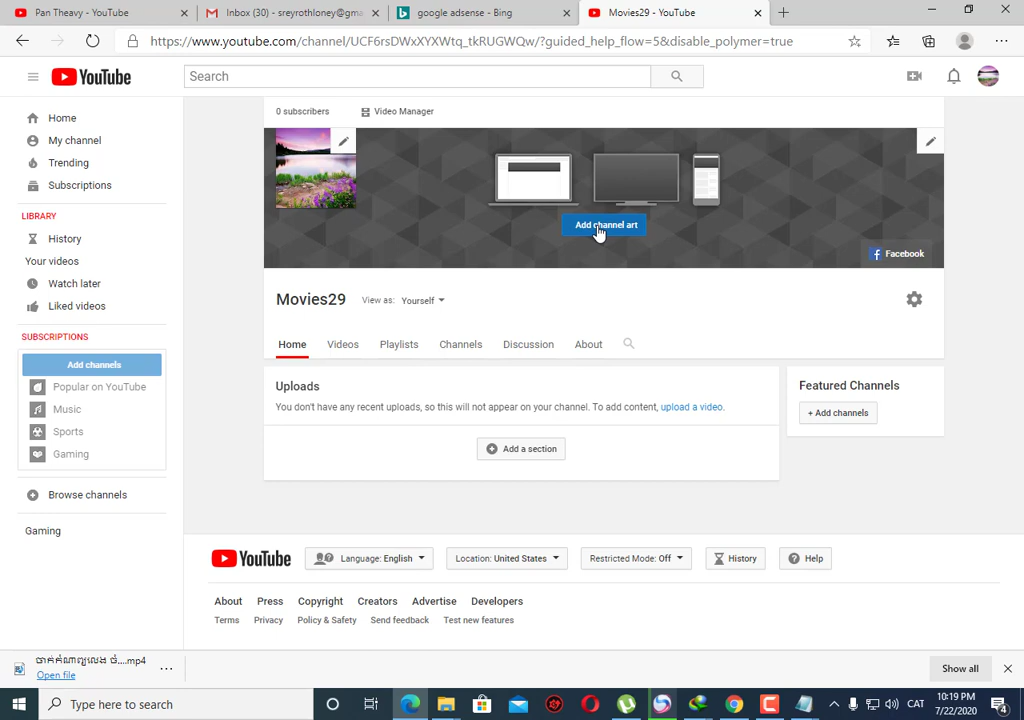 Pan Theavy - YouTube
Inbox (30) - sreyrothloney@gma
google adsense - Bing
Movies29 - YouTube
https://www.youtube.com/channel/UCF6rsDWxXYXWtq_tkRUGWQw/?guided_help_flow=5&disable_polymer=true
YouTube
Search
0 subscribers
Video Manager
Home
My channel
Trending
Subscriptions
LIBRARY
History
Your videos
Watch later
Liked videos
SUBSCRIPTIONS
Add channels
Popular on YouTube
Music
Sports
Gaming
Browse channels
Gaming
Add channel art
Facebook
Movies29
View as: Yourself
Home Videos Playlists Channels Discussion About
Uploads
You don't have any recent uploads, so this will not appear on your channel. To add content, upload a video.
Add a section
Featured Channels
+ Add channels
YouTube
Language: English
Location: United States
Restricted Mode: Off
History
Help
About Press Copyright Creators Advertise Developers
Terms Privacy Policy & Safety Send feedback Test new features
....mp4
Open file
Show all
Type here to search
CAT
10:19 PM
7/22/2020
4